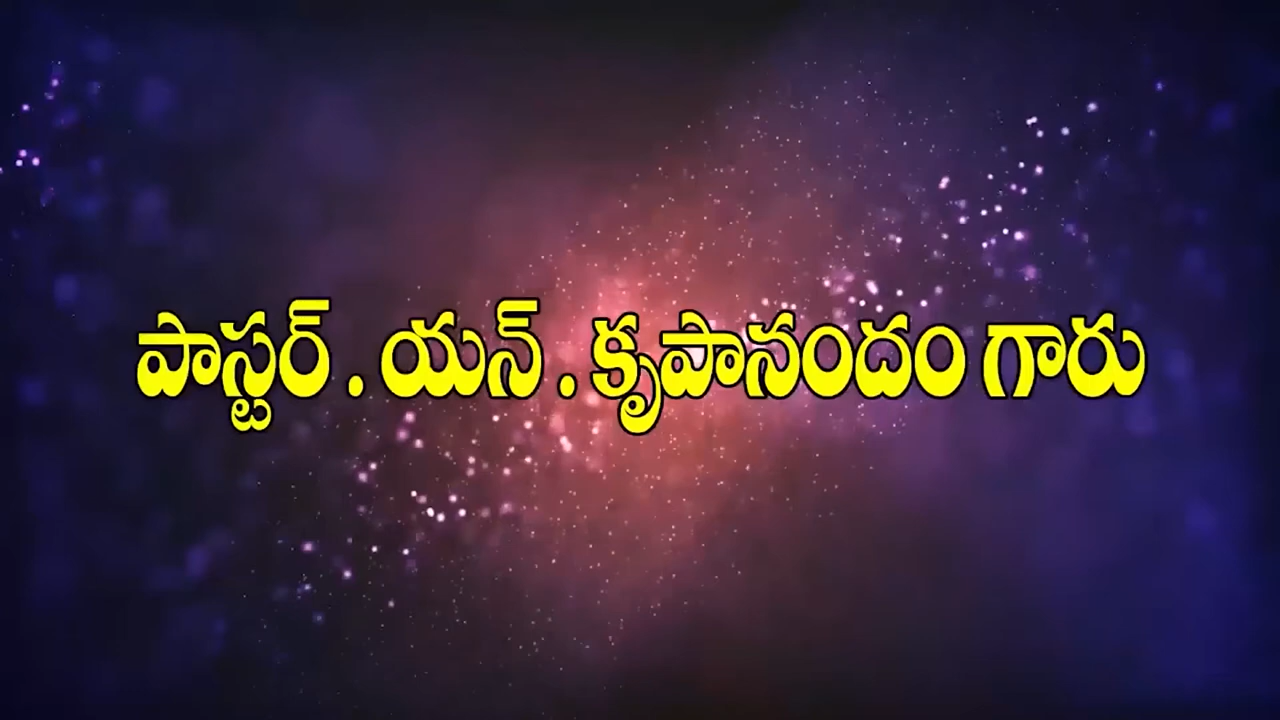 పాస్టర్ . యన్ . కృపానందం గారు